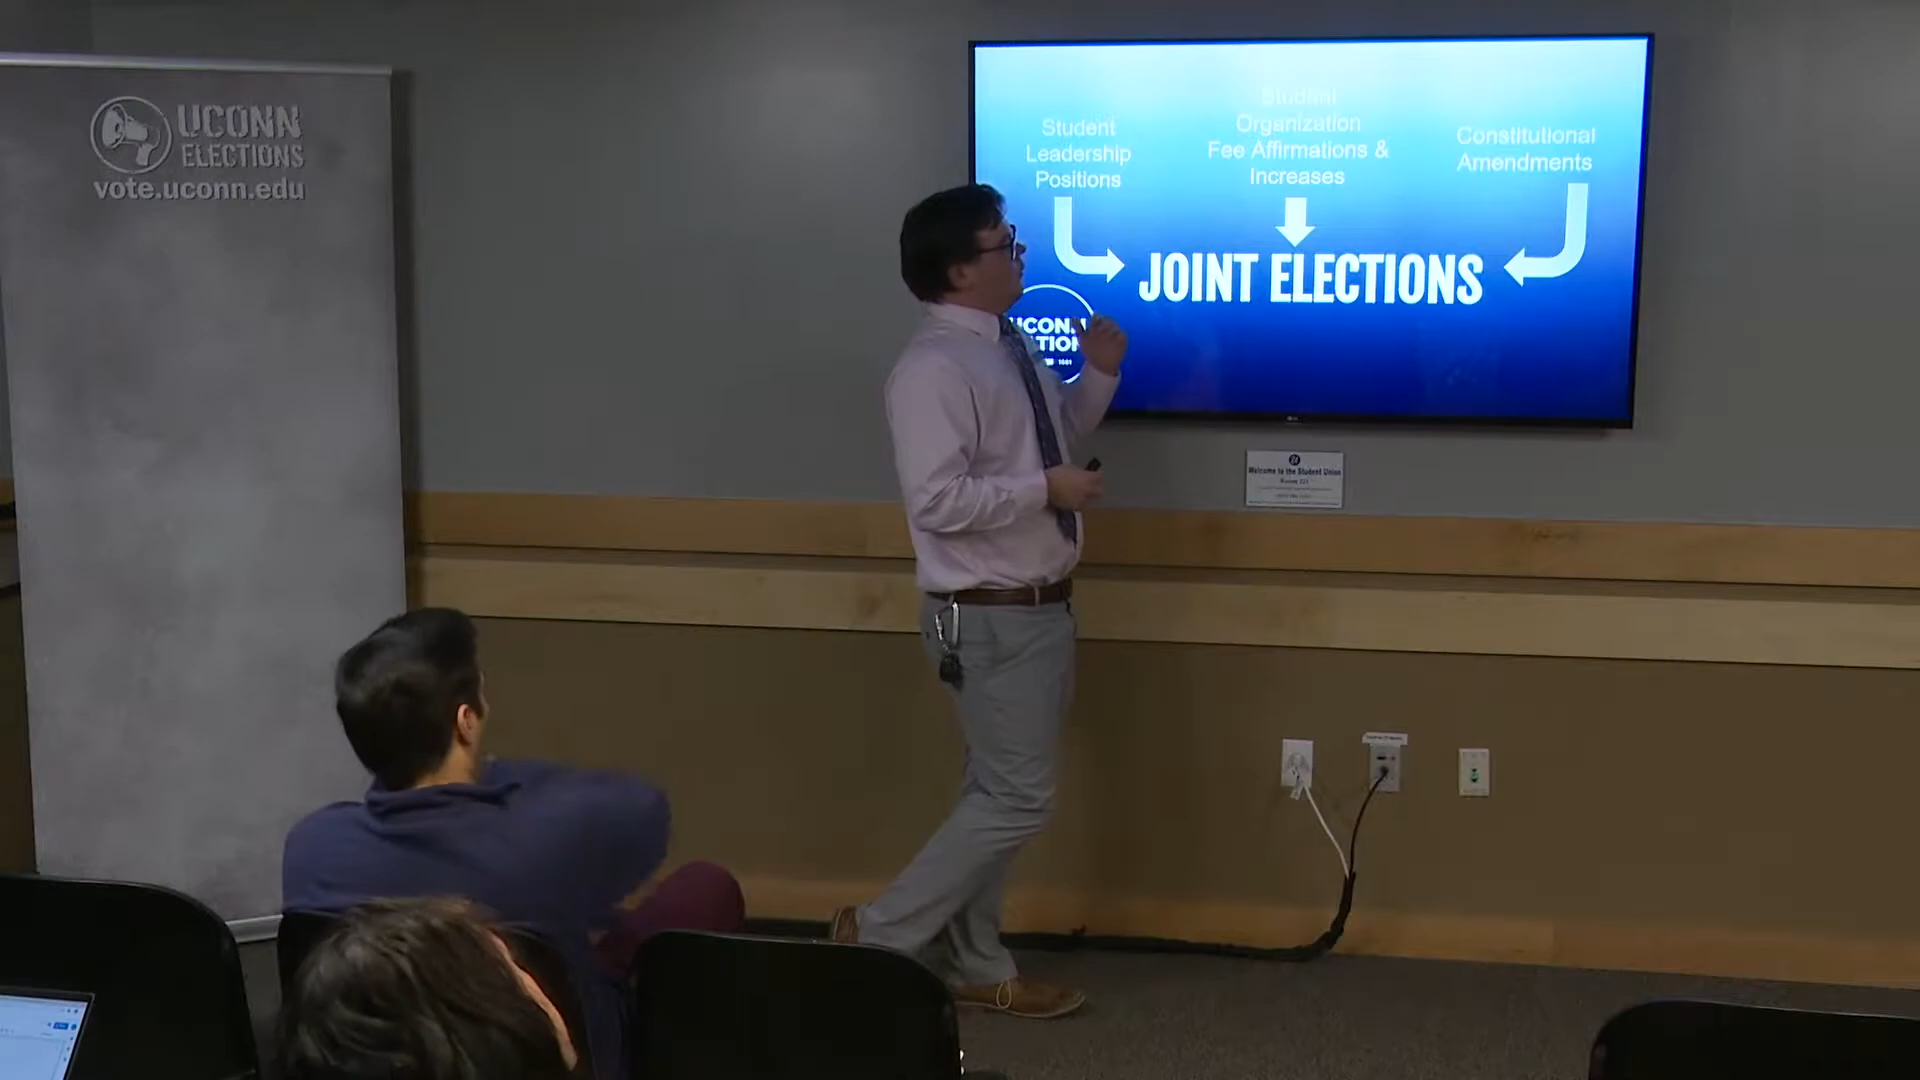 UCONN
ELECTIONS
vote.uconn.edu
Student
Leadership
Positions
Student
Organization
Fee Affirmations &
Increases
Constitutional
Amendments
JOINT ELECTIONS
UCONN
Welcome to the Student Union